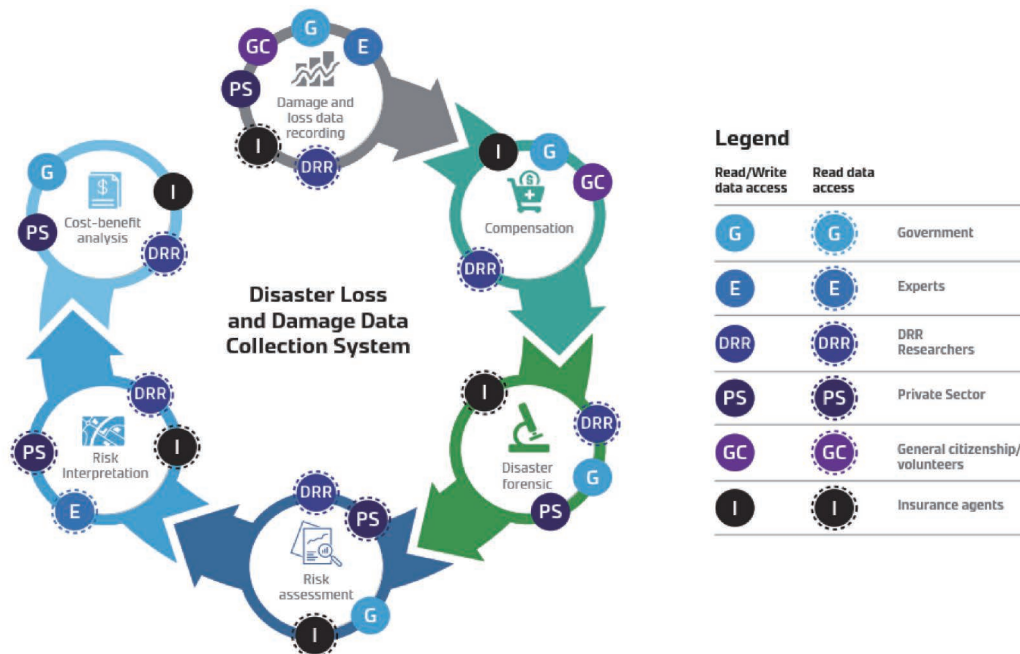 G
GC
E
PS
Damage and
loss data
recording
I
DRR
I
G
GC
Compensation
DRR
G
I
Cost-benefit
analysis
PS
DRR
Disaster Loss
and Damage Data
Collection System
I
DRR
Disaster
forensic
G
PS
DRR
PS
I
Risk
Interpretation
E
DRR
PS
Risk
assessment
G
I
Legend
Read/Write
data access
Read data
access
G
G
Government
E
E
Experts
DRR
DRR
DRR
Researchers
PS
PS
Private Sector
GC
GC
General citizenship/
volunteers
I
I
Insurance agents